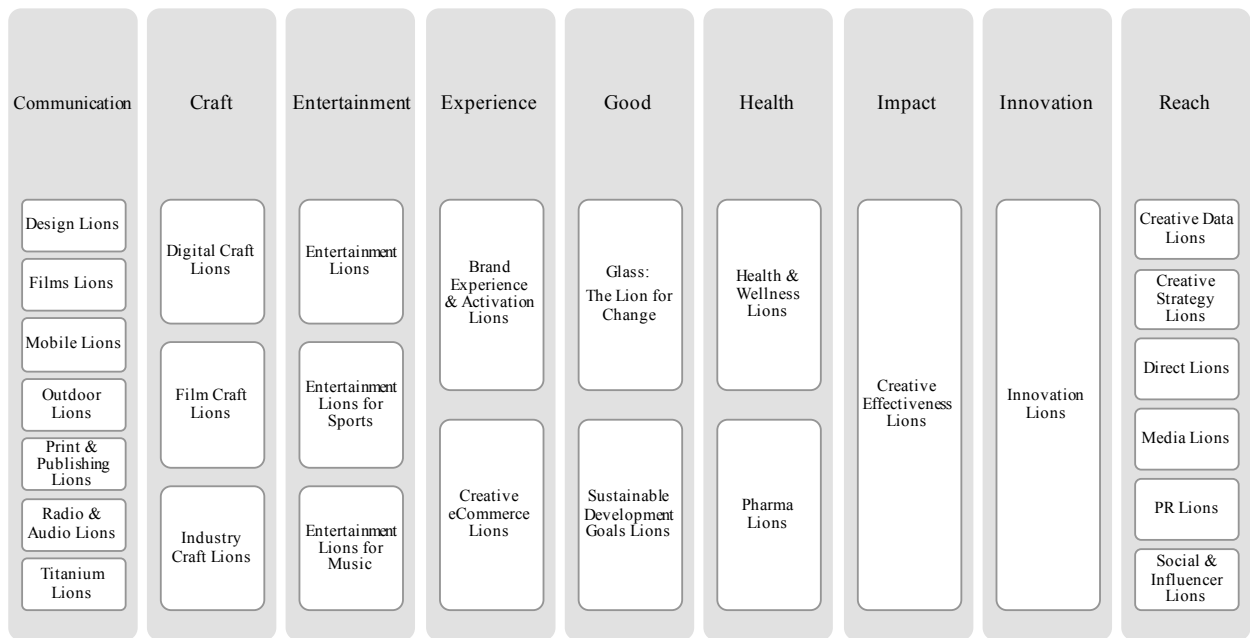 Communication
Design Lions
Films Lions
Mobile Lions
Outdoor
Lions
Print &
Publishing
Lions
Radio
& Audio Lions
Titanium
Lions
Craft
Digital Craft
Lions
Film Craft
Lions
Industry
Craft Lions
Entertainment
Entertainment
Lions
Entertainment
Lions for
Sports
Entertainment
Lions for
Music
Experience
Brand
Experience
& Activation
Lions
Creative
eCommerce
Lions
Good
Glass:
The Lion for
Change
Sustainable
Development
Goals Lions
Health
Health &
Wellness
Lions
Pharma
Lions
Impact
Creative
Effectiveness
Lions
Innovation
Innovation
Lions
Reach
Creative Data
Lions
Creative
Strategy
Lions
Direct Lions
Media Lions
PR Lions
Social &
Influencer
Lions